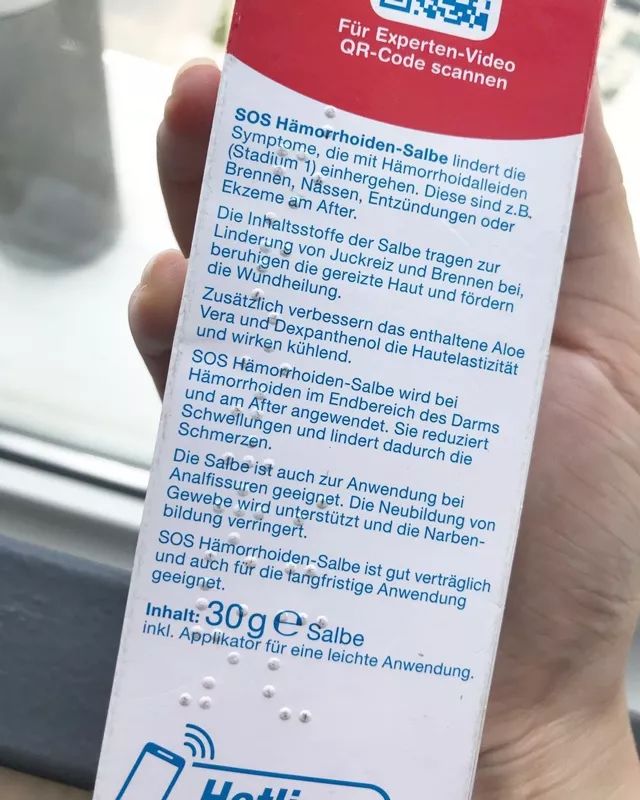 Für Experten-Video
QR-Code scannen
SOS Hämorrhoiden-Salbe lindert die
Symptome, die mit Hämorrhoidalleiden
(Stadium 1) einhergehen. Diese sind z.B.
Brennen, Nässen, Entzündungen oder
Ekzeme am After.
Die Inhaltsstoffe der Salbe tragen zur
Linderung von Juckreiz und Brennen bei,
beruhigen die gereizte Haut und fördern
die Wundheilung.
Zusätzlich verbessern das enthaltene Aloe
Vera und Dexpanthenol die Hautelastizität
und wirken kühlend.
SOS Hämorrhoiden-Salbe wird bei
Hämorrhoiden im Endbereich des Darms
und am After angewendet. Sie reduziert
Schwellungen und lindert dadurch die
Schmerzen.
Die Salbe ist auch zur Anwendung bei
Analfissuren geeignet. Die Neubildung von
Gewebe wird unterstützt und die Narben-
bildung verringert.
SOS Hämorrhoiden-Salbe ist gut verträglich
und auch für die langfristige Anwendung
geeignet.
Inhalt: 30 g ℮ Salbe
inkl. Applikator für eine leichte Anwendung.